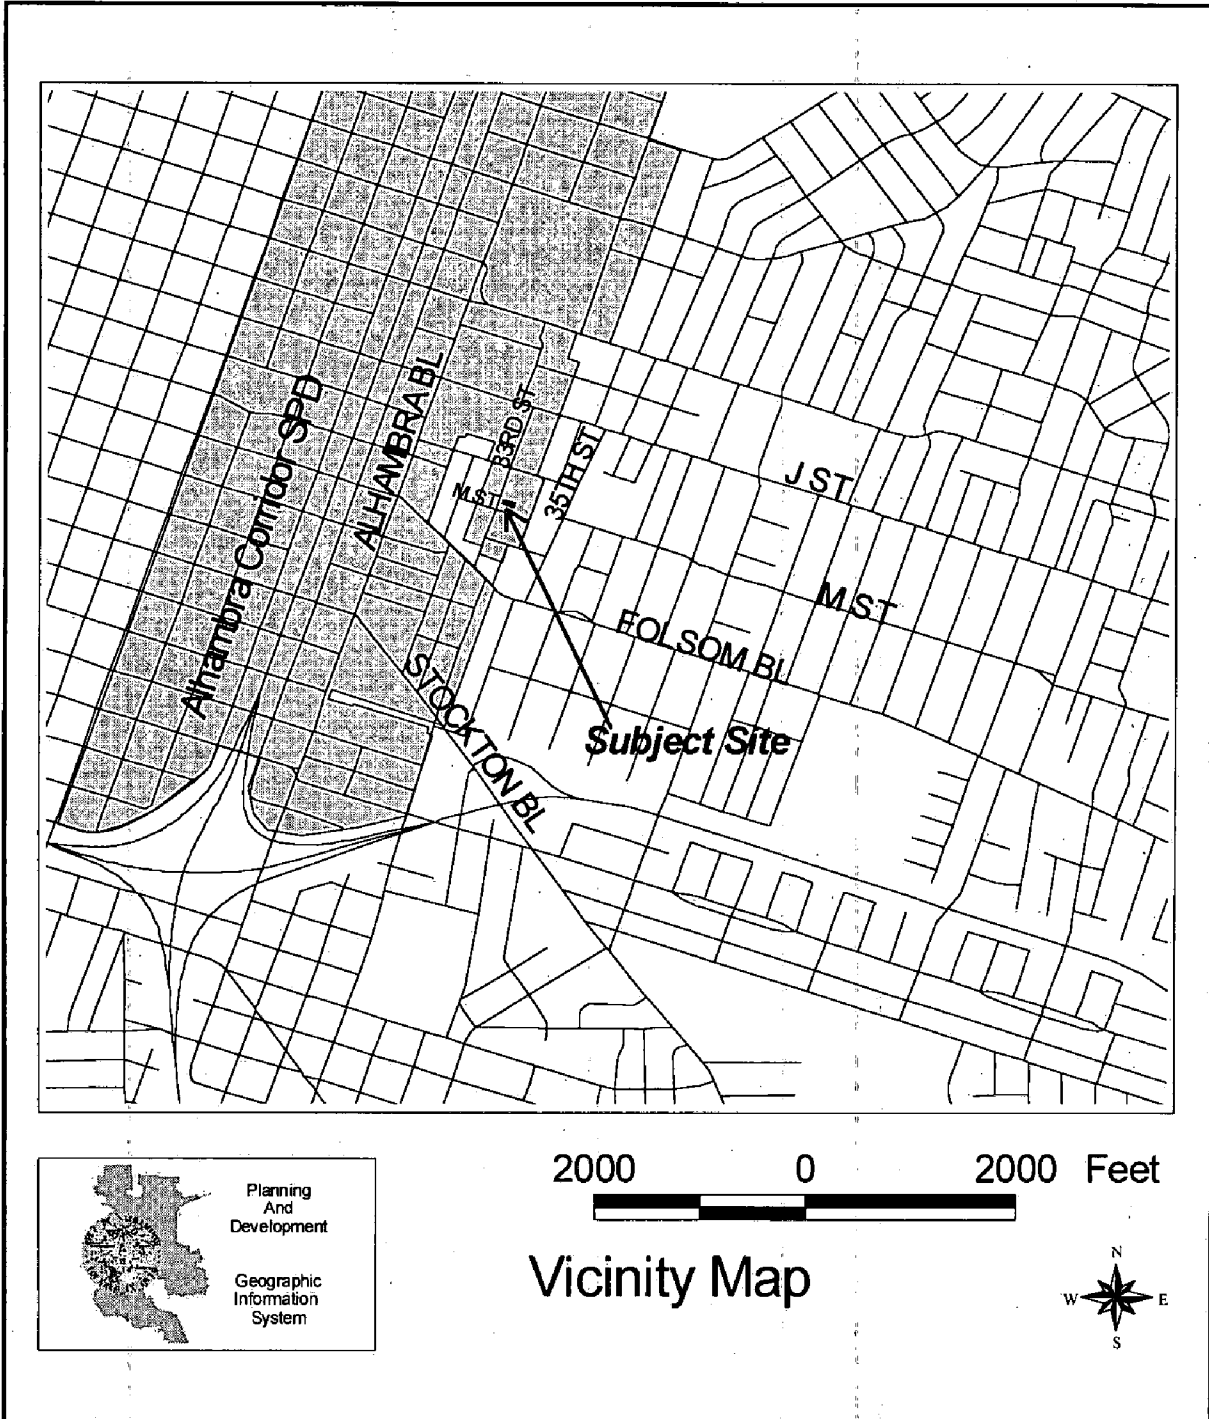 Alhambra Corridor SPD
ALHAMBRA BL
33RD ST
M ST
35TH ST
J ST
M ST
FOLSOM BL
STOCKTON BL
Subject Site
Planning
And
Development
Geographic
Information
System
2000 0 2000 Feet
Vicinity Map
N
W E
S